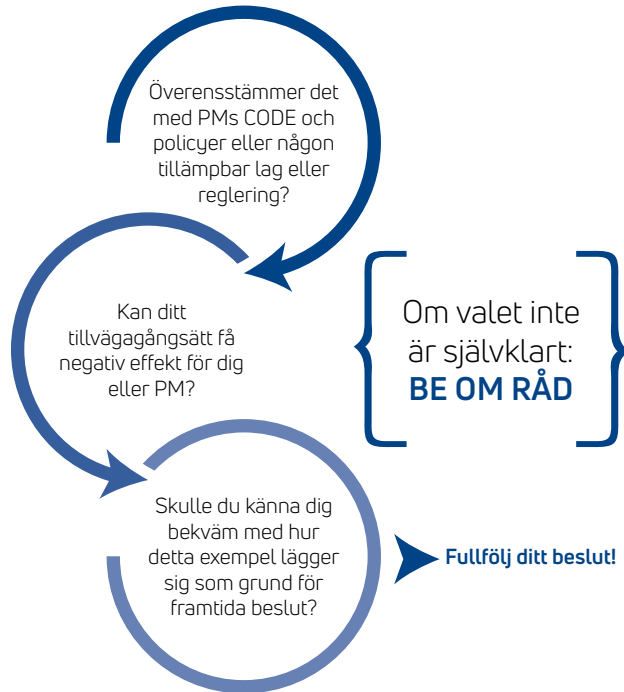 Överensstämmer det
med PMs CODE och
policyer eller någon
tillämpbar lag eller
reglering?
Kan ditt
tillvägagångsätt få
negativ effekt för dig
eller PM?
Om valet inte
är självklart:
BE OM RÅD
Skulle du känna dig
bekväm med hur
detta exempel lägger
sig som grund för
framtida beslut?
Fullfölj ditt beslut!